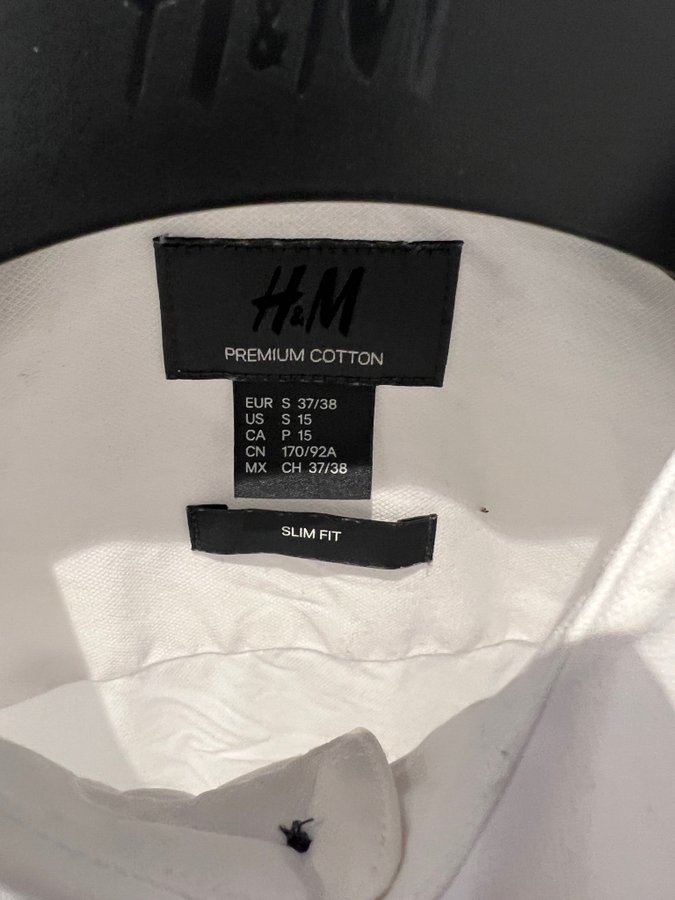 H&M
H&M
PREMIUM COTTON
EUR S 37/38
US S 15
CA P 15
CN 170/92A
MX CH 37/38
SLIM FIT